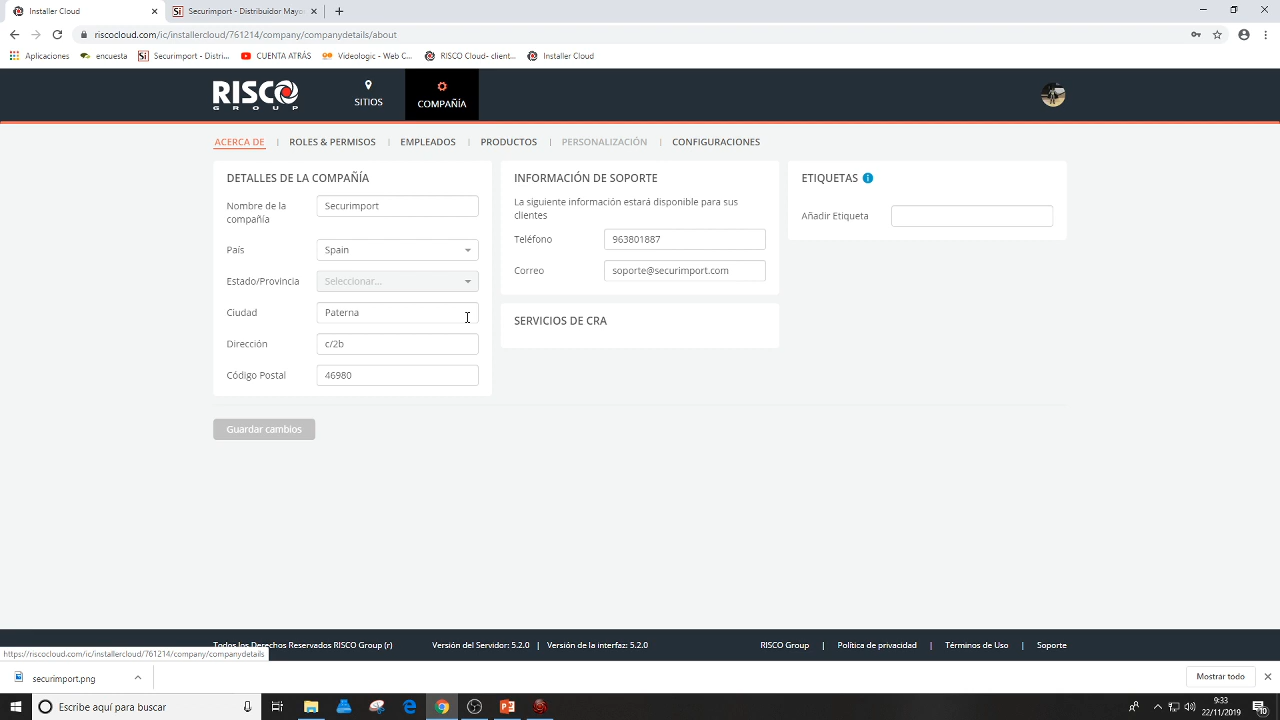 Installer Cloud
Securimport - Distribuidor Mayo
riscocloud.com/ic/installercloud/761214/company/companydetails/about
Aplicaciones
encuesta
Securimport - Distri...
CUENTA ATRÁS
Videologic - Web C...
RISCO Cloud- client...
Installer Cloud
RISCO
GROUP
SITIOS
COMPAÑÍA
ACERCA DE | ROLES & PERMISOS | EMPLEADOS | PRODUCTOS | PERSONALIZACIÓN | CONFIGURACIONES
DETALLES DE LA COMPAÑÍA
Nombre de la
compañía
Securimport
País
Spain
Estado/Provincia
Seleccionar...
Ciudad
Paterna
Dirección
c/2b
Código Postal
46980
Guardar cambios
INFORMACIÓN DE SOPORTE
La siguiente información estará disponible para sus
clientes
Teléfono
963801887
Correo
soporte@securimport.com
SERVICIOS DE CRA
ETIQUETAS
Añadir Etiqueta
Todos los Derechos Reservados RISCO Group (r)
Versión del Servidor: 5.2.0 | Versión de la interfaz: 5.2.0
RISCO Group | Política de privacidad | Términos de Uso | Soporte
https://riscocloud.com/ic/installercloud/761214/company/companydetails
securimport.png
Mostrar todo
Escribe aquí para buscar
9:33
22/11/2019